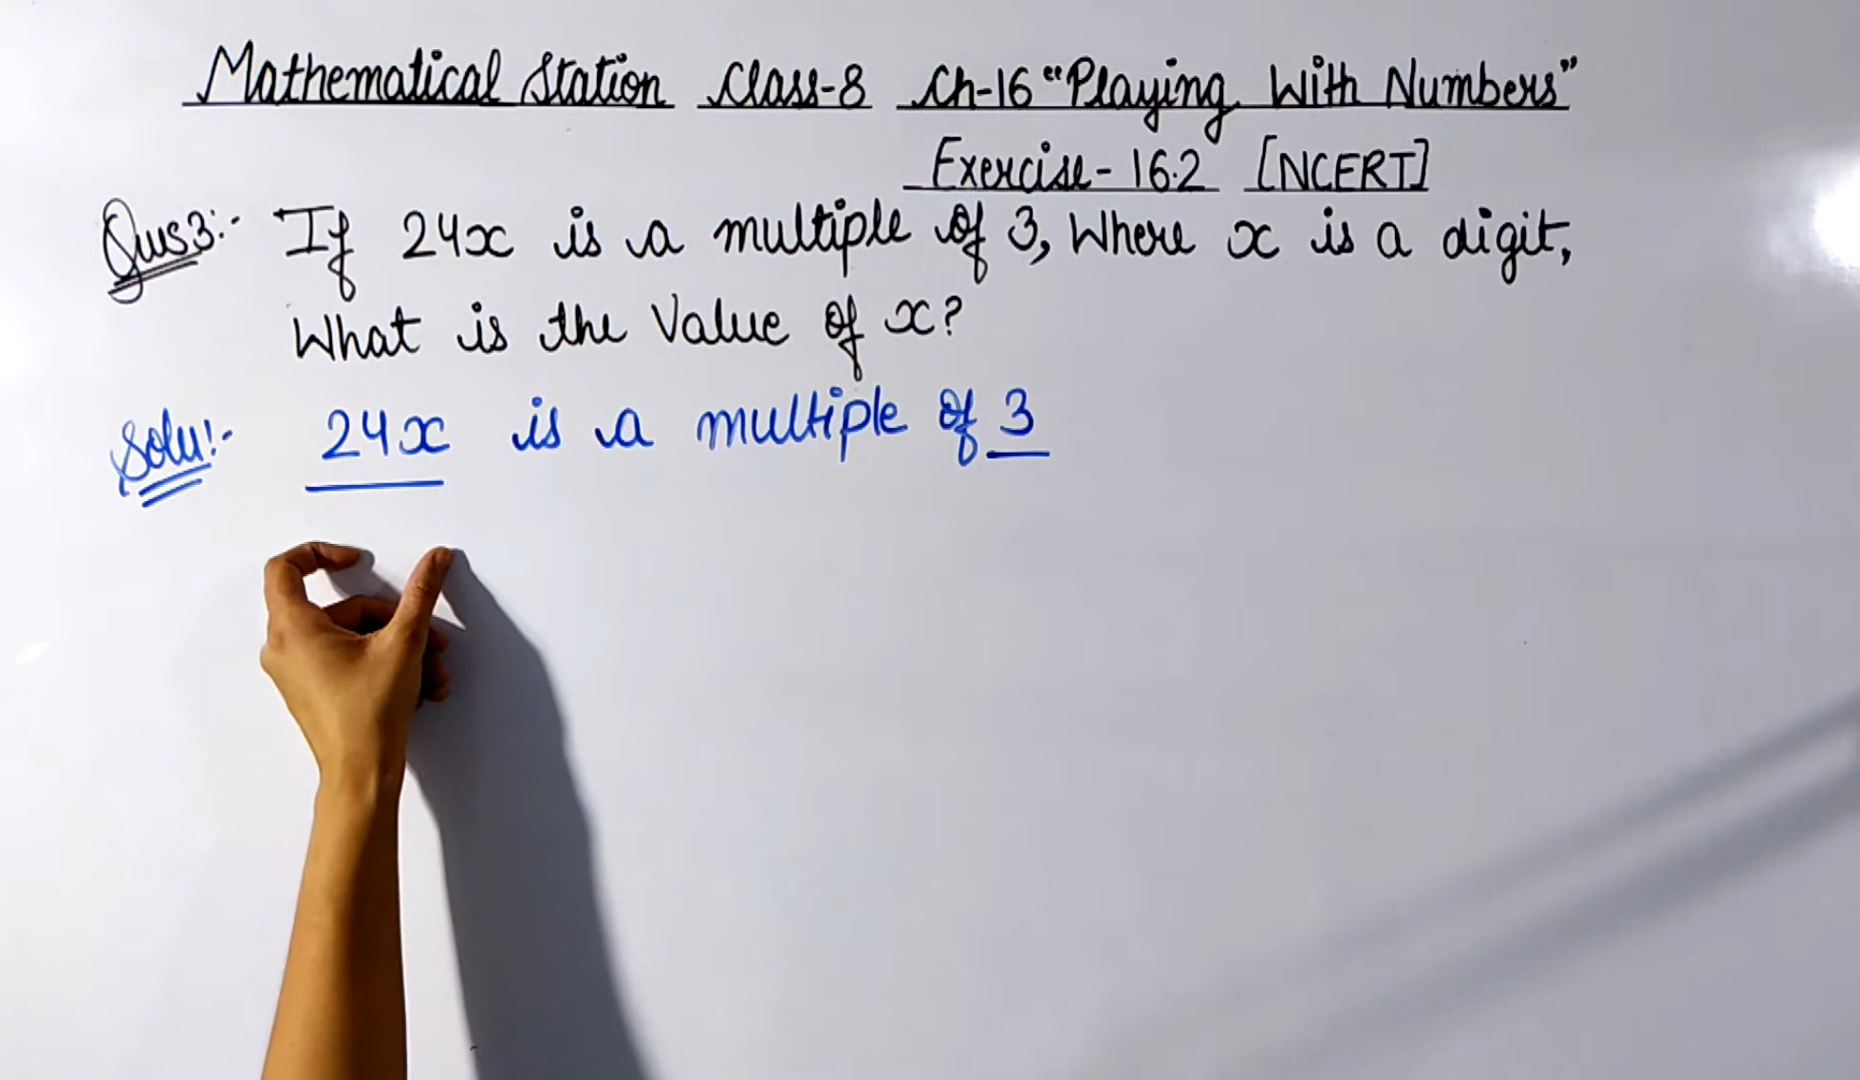 Mathematical Station Class-8 Ch-16 "Playing With Numbers"
Exercise-16.2 [NCERT]
Qus3:- If 24x is a multiple of 3, Where x is a digit,
What is the Value of x?
Solu!- 24x is a multiple of 3